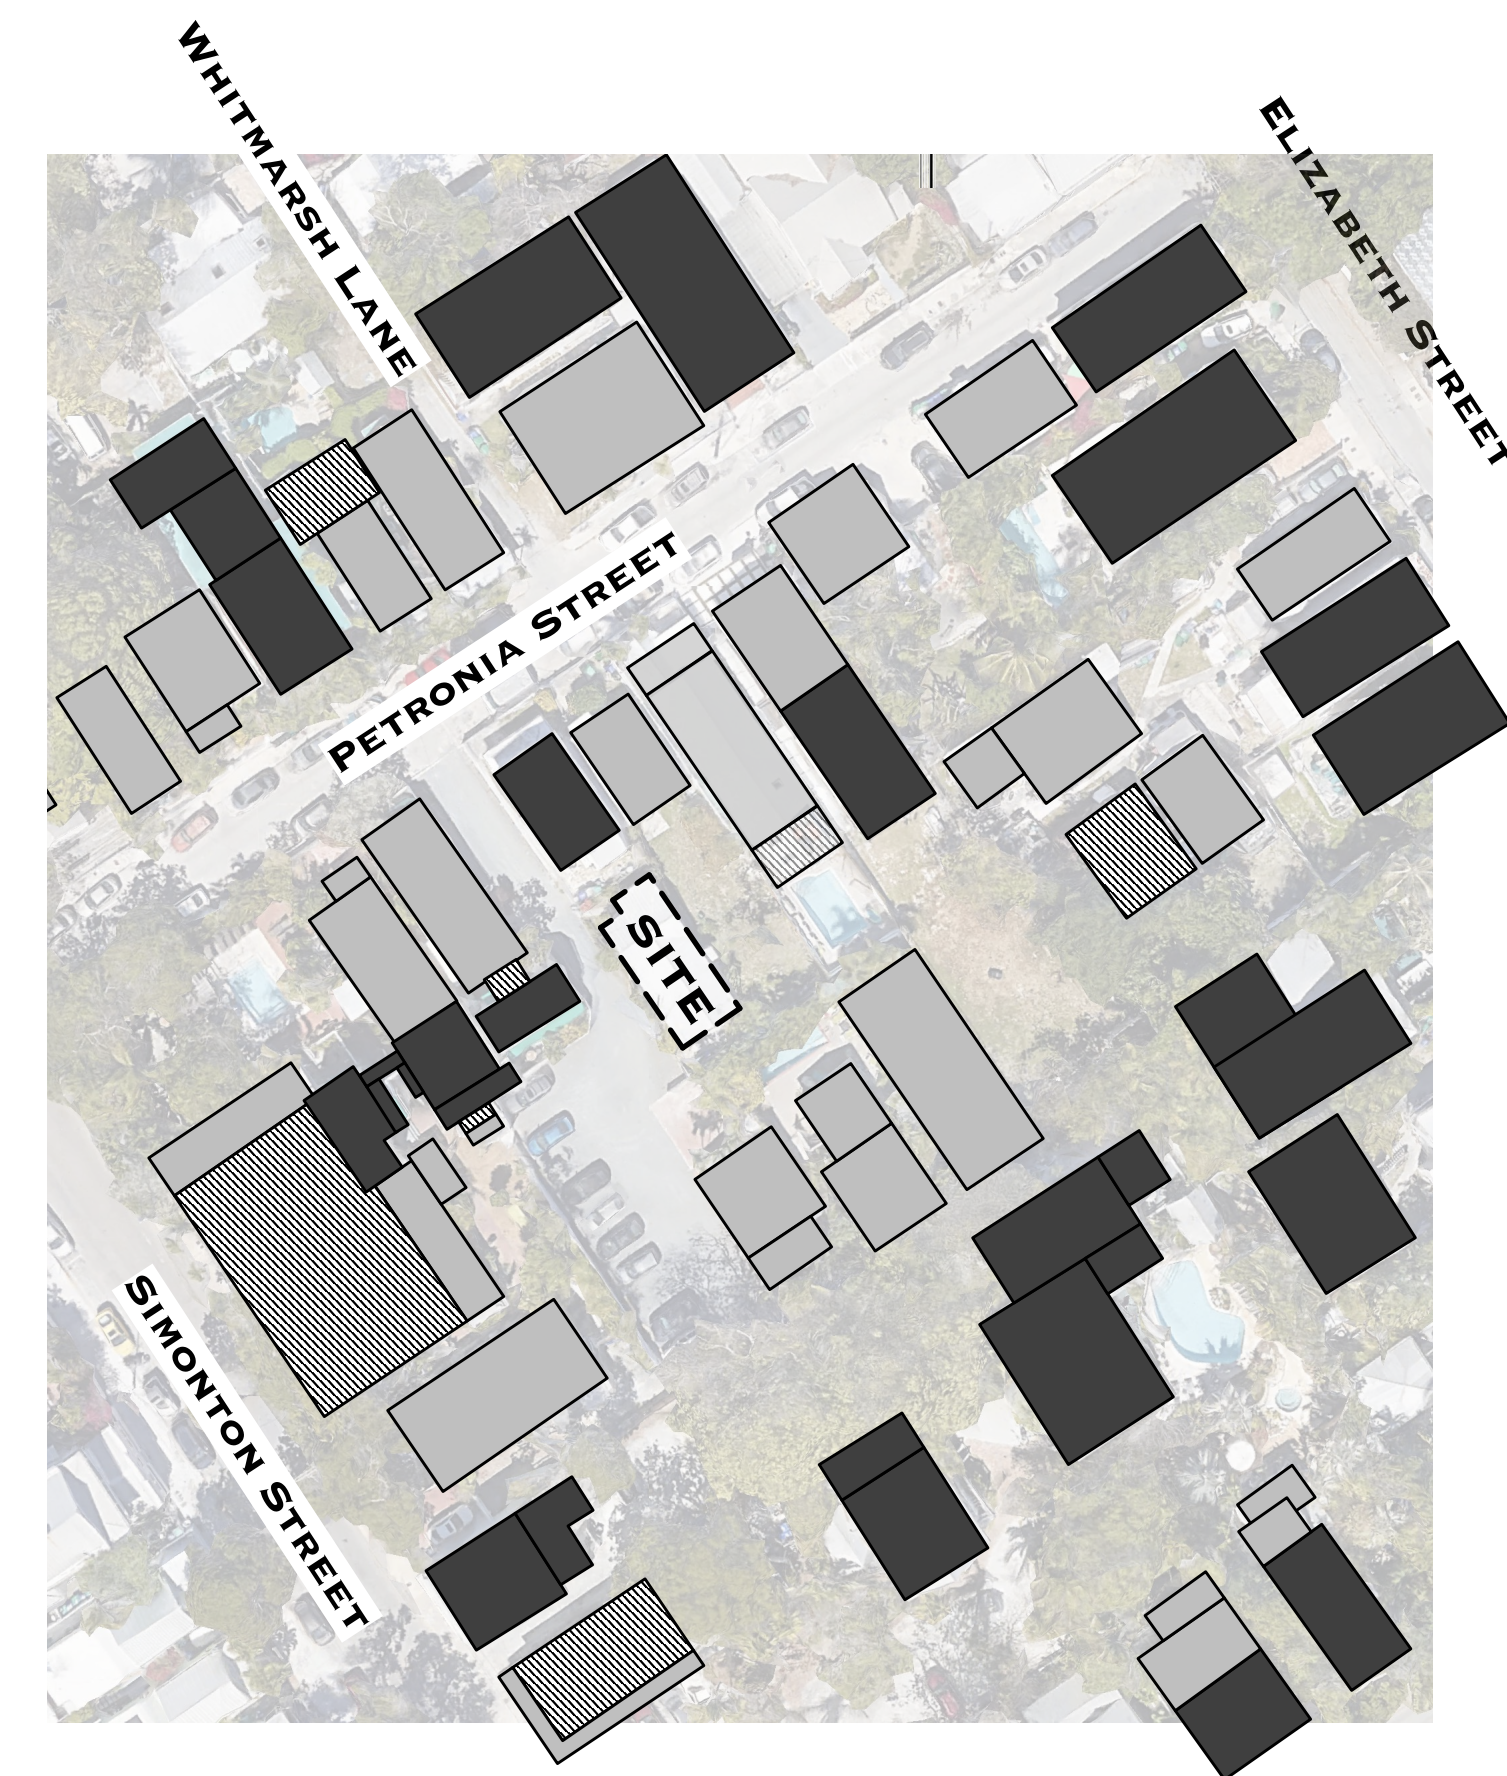 WHITMARSH LANE
ELIZABETH STREET
PETRONIA STREET
SITE
SIMONTON STREET